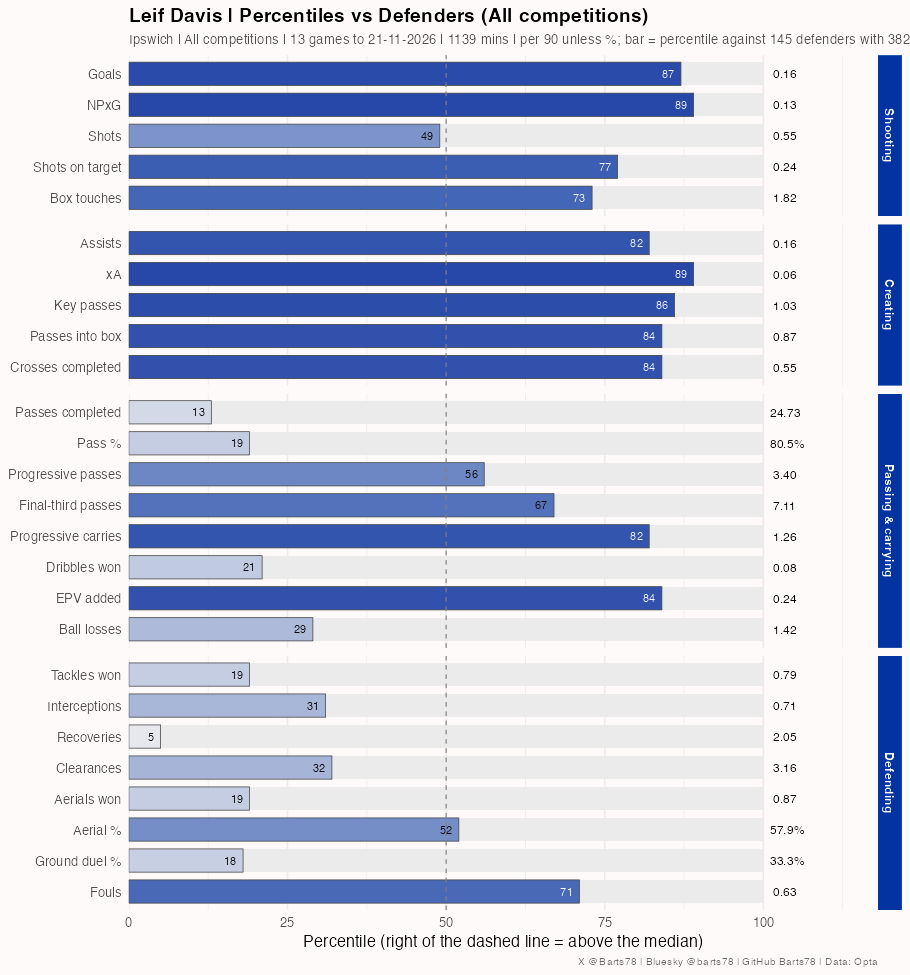 Leif Davis | Percentiles vs Defenders (All competitions)
Ipswich | All competitions | 13 games to 21-11-2026 | 1139 mins | per 90 unless %; bar = percentile against 145 defenders with 382
Shooting
Goals 87 0.16
NPxG 89 0.13
Shots 49 0.55
Shots on target 77 0.24
Box touches 73 1.82
Creating
Assists 82 0.16
xA 89 0.06
Key passes 86 1.03
Passes into box 84 0.87
Crosses completed 84 0.55
Passing & carrying
Passes completed 13 24.73
Pass % 19 80.5%
Progressive passes 56 3.40
Final-third passes 67 7.11
Progressive carries 82 1.26
Dribbles won 21 0.08
EPV added 84 0.24
Ball losses 29 1.42
Defending
Tackles won 19 0.79
Interceptions 31 0.71
Recoveries 5 2.05
Clearances 32 3.16
Aerials won 19 0.87
Aerial % 52 57.9%
Ground duel % 18 33.3%
Fouls 71 0.63
0 25 50 75 100
Percentile (right of the dashed line = above the median)
X @Barts78 | Bluesky @barts78 | GitHub Barts78 | Data: Opta